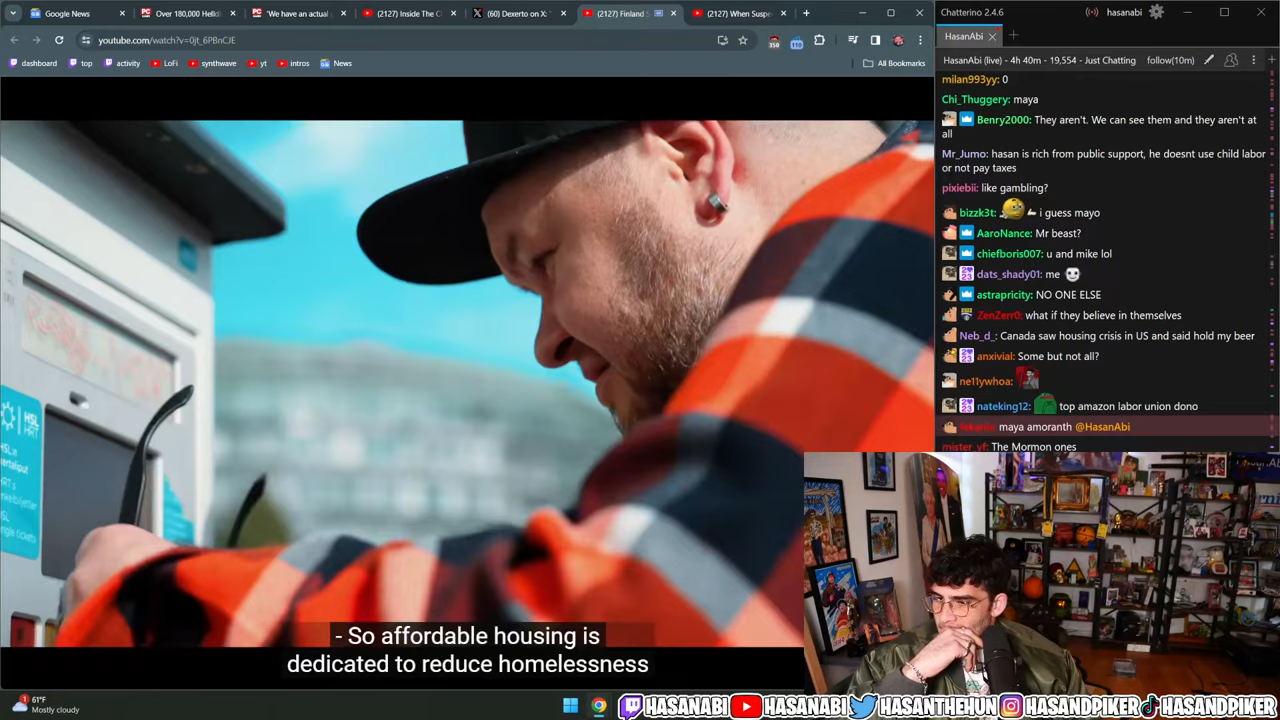 Google News
Over 180,000 Helldi
"We have an actual g
(2127) Inside The C
(60) Dexerto on X:
(2127) Finland S
(2127) When Suspe
youtube.com/watch?v=0jt_6PBnCJE
350
110
dashboard
top
activity
LoFi
synthwave
yt
intros
News
All Bookmarks
HSL
HRT
- So affordable housing is
dedicated to reduce homelessness
Chatterino 2.4.6
hasanabi
HasanAbi
HasanAbi (live) - 4h 40m - 19,554 - Just Chatting
follow(10m)
milan993yy: 0
Chi_Thuggery: maya
Benry2000: They aren't. We can see them and they aren't at
all
Mr_Jumo: hasan is rich from public support, he doesnt use child labor
or not pay taxes
pixiebii: like gambling?
bizzk3t: i guess mayo
AaroNance: Mr beast?
chiefboris007: u and mike lol
dats_shady01: me
astrapricity: NO ONE ELSE
ZenZerr0: what if they believe in themselves
Neb_d_: Canada saw housing crisis in US and said hold my beer
anxivial: Some but not all?
ne11ywhoa:
nateking12: top amazon labor union dono
maya amoranth @HasanAbi
mister_vf: The Mormon ones
1
61°F
Mostly cloudy
HASANABI
HASANABI
HASANTHEHUN
HASANDPIKER
HASANDPIKER